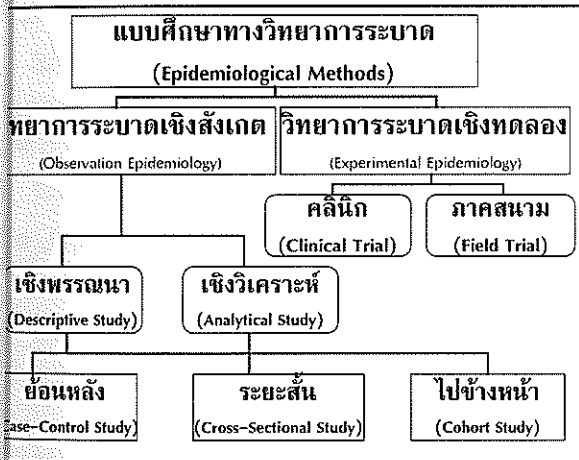 แบบศึกษาทางวิทยาการระบาด
(Epidemiological Methods)
ทยาการระบาดเชิงสังเกต
(Observation Epidemiology)
วิทยาการระบาดเชิงทดลอง
(Experimental Epidemiology)
คลินิก
(Clinical Trial)
ภาคสนาม
(Field Trial)
เชิงพรรณนา
(Descriptive Study)
เชิงวิเคราะห์
(Analytical Study)
ย้อนหลัง
ase-Control Study)
ระยะสั้น
(Cross-Sectional Study)
ไปข้างหน้า
(Cohort Study)